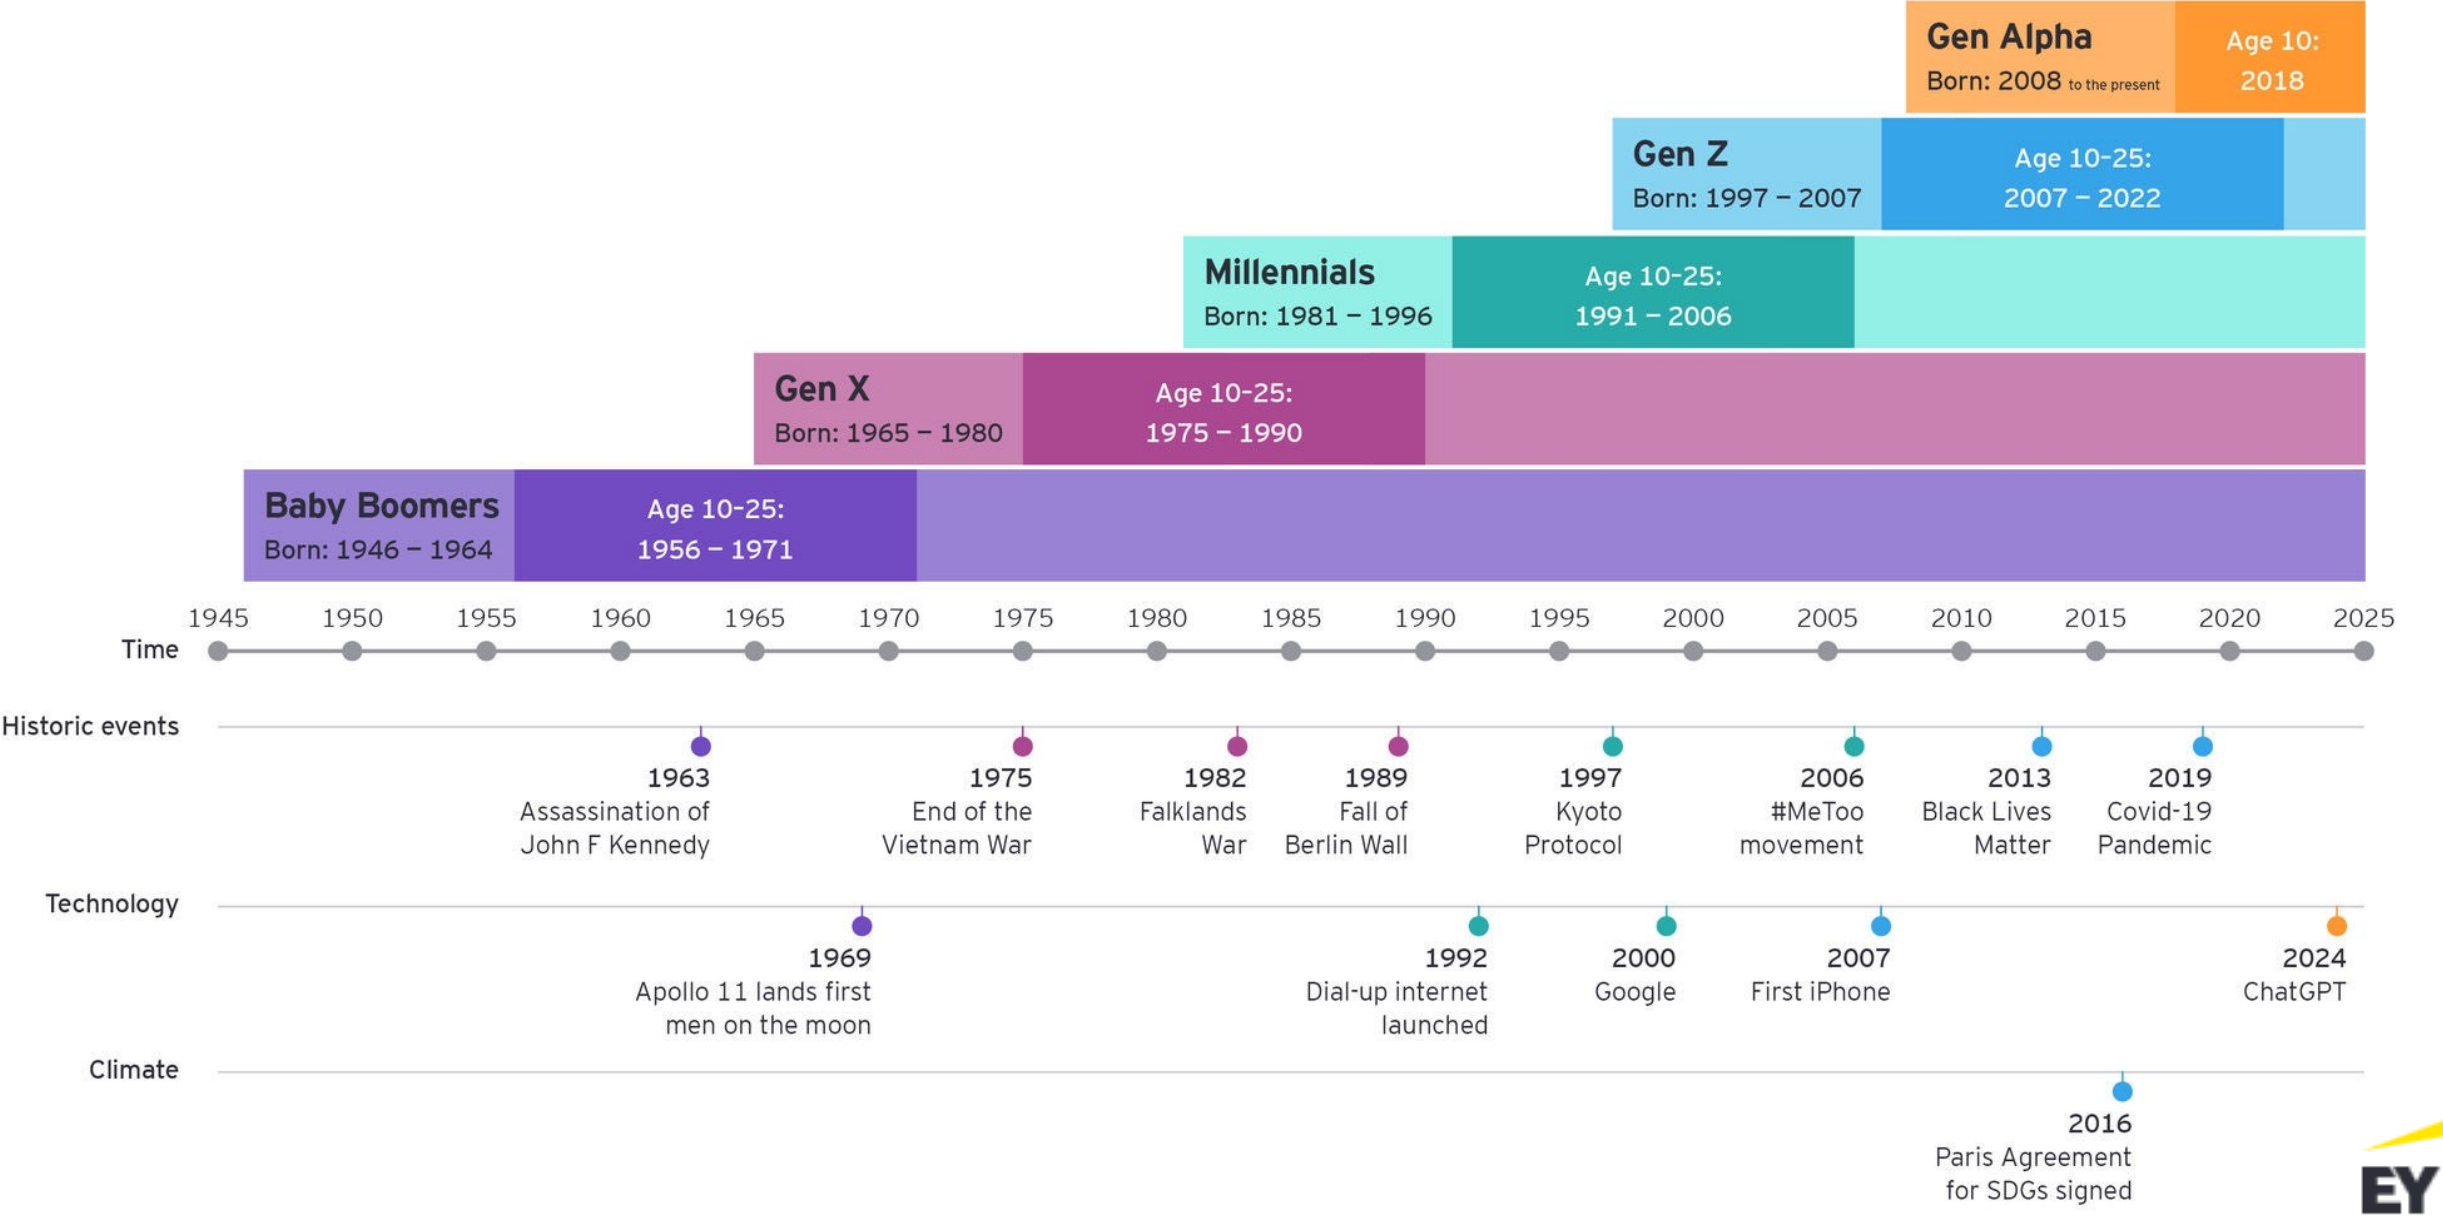 Gen Alpha
Born: 2008 to the present
Age 10:
2018
Gen Z
Born: 1997 – 2007
Age 10–25:
2007 – 2022
Millennials
Born: 1981 – 1996
Age 10–25:
1991 – 2006
Gen X
Born: 1965 – 1980
Age 10–25:
1975 – 1990
Baby Boomers
Born: 1946 – 1964
Age 10–25:
1956 – 1971
1945 1950 1955 1960 1965 1970 1975 1980 1985 1990 1995 2000 2005 2010 2015 2020 2025
Time
Historic events
1963
Assassination of
John F Kennedy
1975
End of the
Vietnam War
1982
Falklands
War
1989
Fall of
Berlin Wall
1997
Kyoto
Protocol
2006
#MeToo
movement
2013
Black Lives
Matter
2019
Covid-19
Pandemic
Technology
1969
Apollo 11 lands first
men on the moon
1992
Dial-up internet
launched
2000
Google
2007
First iPhone
2024
ChatGPT
Climate
2016
Paris Agreement
for SDGs signed
EY